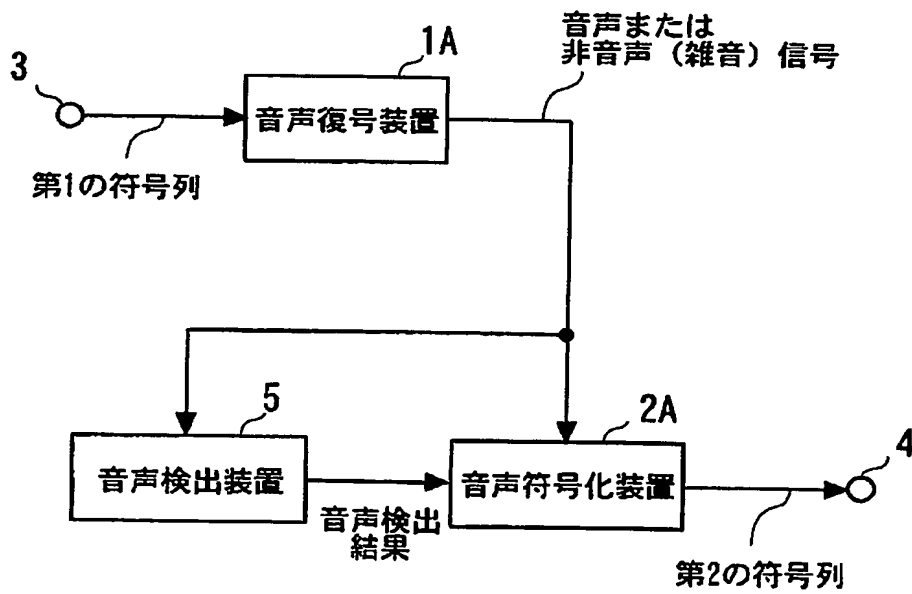 音声または
非音声（雑音）信号
1A
3
音声復号装置
第1の符号列
5
2A
4
音声検出装置
音声符号化装置
音声検出
結果
第2の符号列